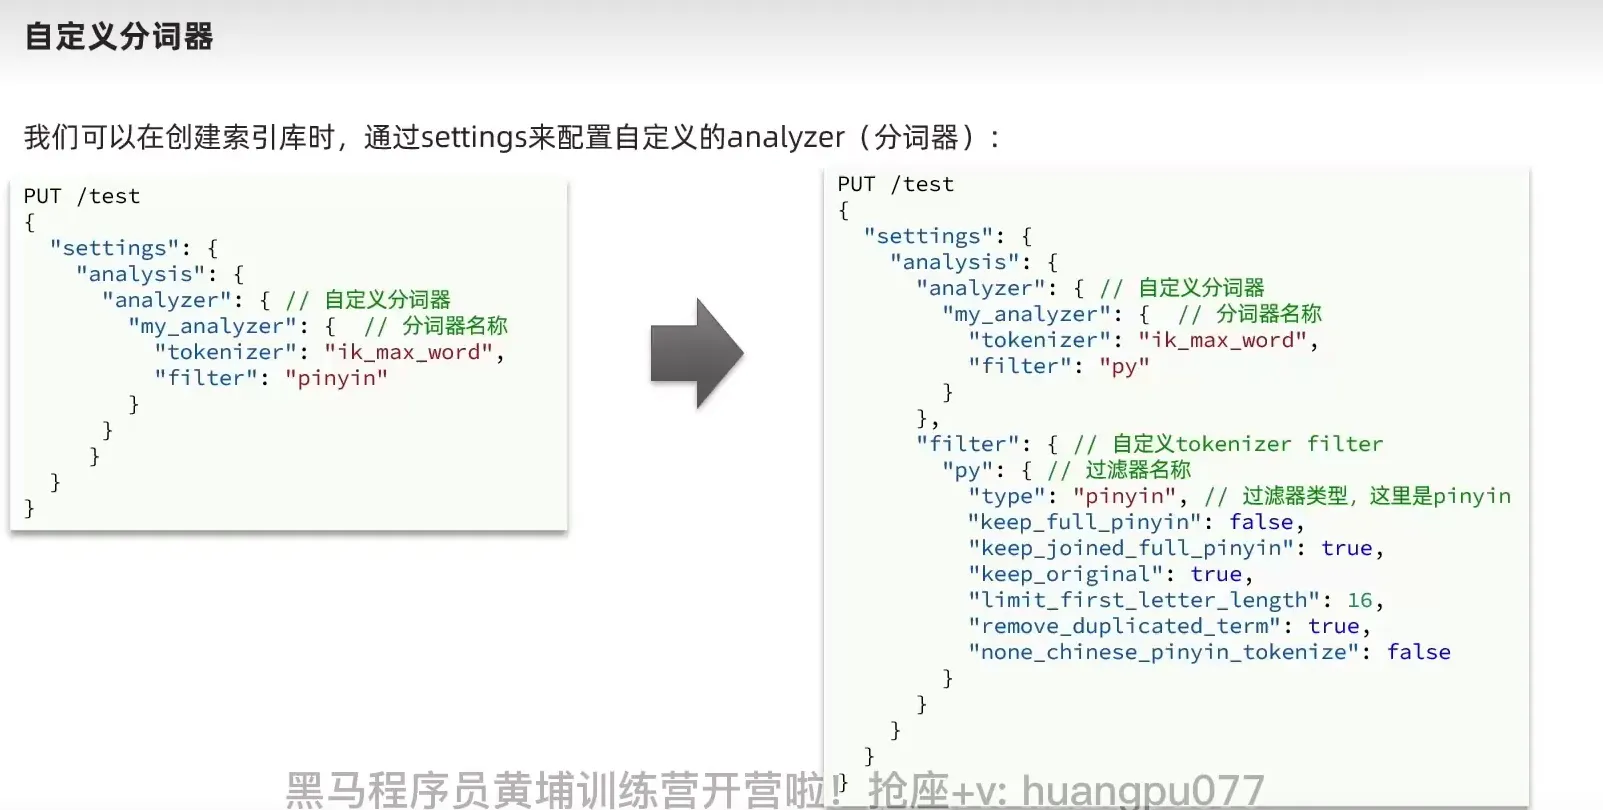 自定义分词器
我们可以在创建索引库时，通过settings来配置自定义的analyzer（分词器）：
PUT /test
{
  "settings": {
    "analysis": {
      "analyzer": { // 自定义分词器
        "my_analyzer": {  // 分词器名称
          "tokenizer": "ik_max_word",
          "filter": "pinyin"
        }
      }
     }
  }
}
PUT /test
{
  "settings": {
    "analysis": {
      "analyzer": { // 自定义分词器
        "my_analyzer": {  // 分词器名称
          "tokenizer": "ik_max_word",
          "filter": "py"
        }
      },
      "filter": { // 自定义tokenizer filter
        "py": { // 过滤器名称
          "type": "pinyin", // 过滤器类型，这里是pinyin
          "keep_full_pinyin": false,
          "keep_joined_full_pinyin": true,
          "keep_original": true,
          "limit_first_letter_length": 16,
          "remove_duplicated_term": true,
          "none_chinese_pinyin_tokenize": false
        }
      }
    }
  }
}
黑马程序员黄埔训练营开营啦！抢座+v: huangpu077